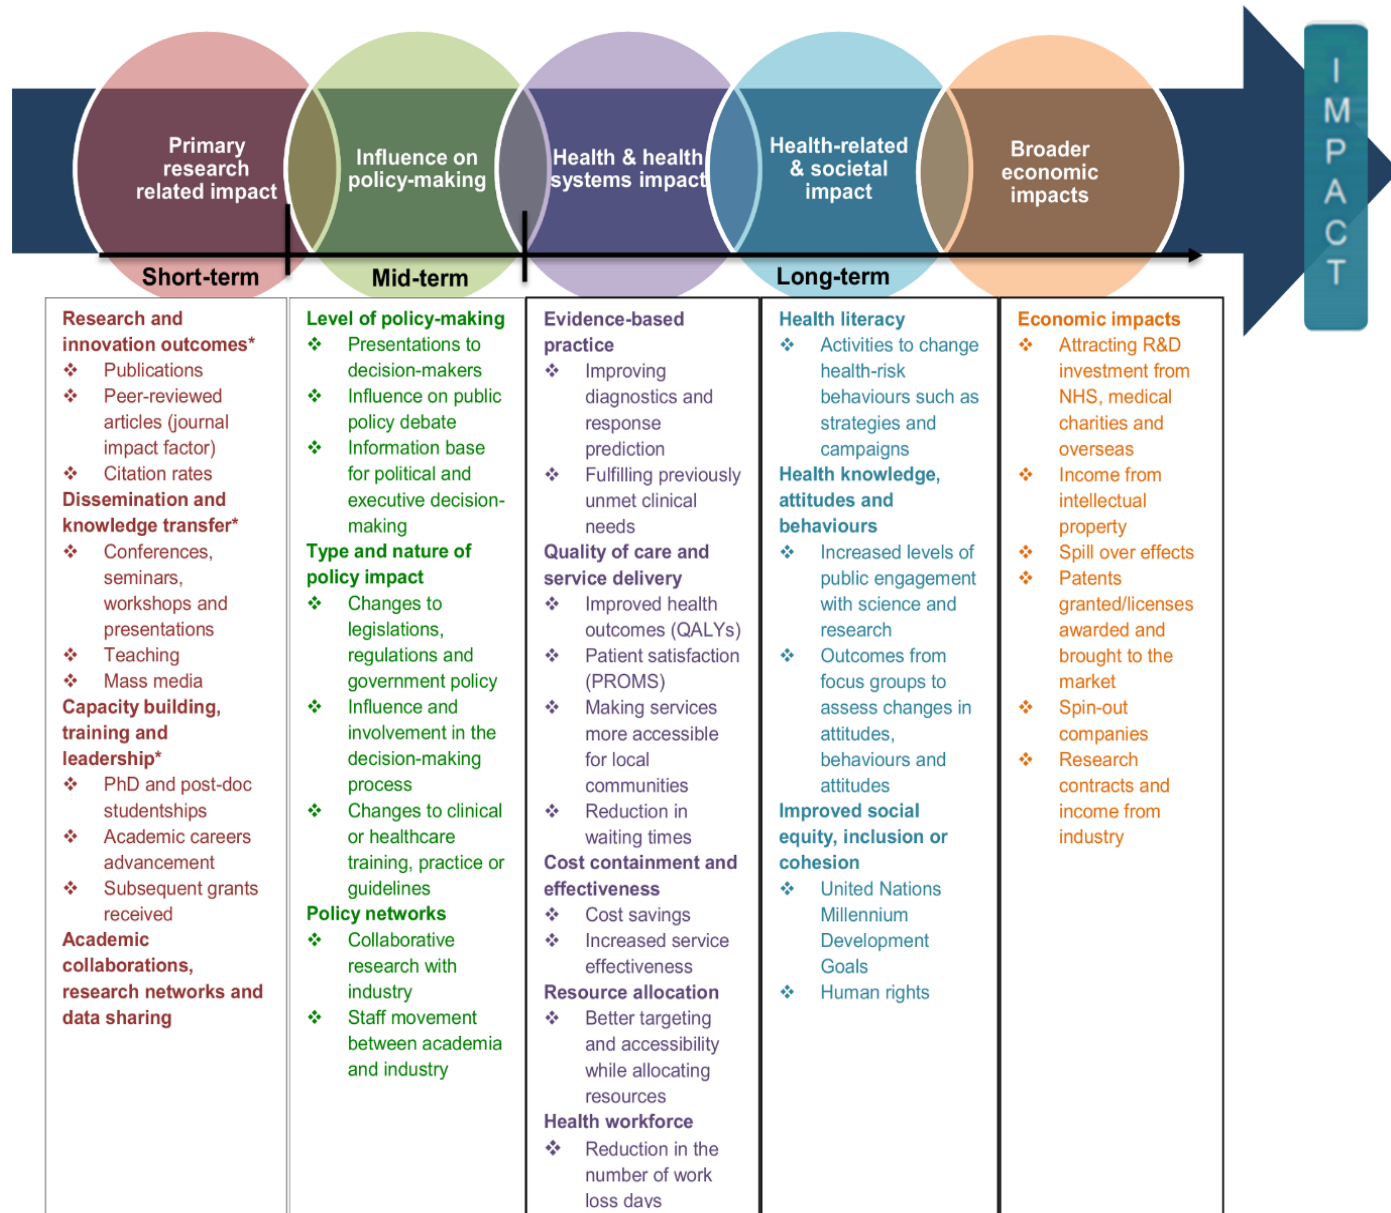 Primary
research
related impact
Influence on
policy-making
Health & health
systems impact
Health-related
& societal
impact
Broader
economic
impacts
I
M
P
A
C
T
Short-term
Mid-term
Long-term
Research and
innovation outcomes*
❖ Publications
❖ Peer-reviewed
articles (journal
impact factor)
❖ Citation rates
Dissemination and
knowledge transfer*
❖ Conferences,
seminars,
workshops and
presentations
❖ Teaching
❖ Mass media
Capacity building,
training and
leadership*
❖ PhD and post-doc
studentships
❖ Academic careers
advancement
❖ Subsequent grants
received
Academic
collaborations,
research networks and
data sharing
Level of policy-making
❖ Presentations to
decision-makers
❖ Influence on public
policy debate
❖ Information base
for political and
executive decision-
making
Type and nature of
policy impact
❖ Changes to
legislations,
regulations and
government policy
❖ Influence and
involvement in the
decision-making
process
❖ Changes to clinical
or healthcare
training, practice or
guidelines
Policy networks
❖ Collaborative
research with
industry
❖ Staff movement
between academia
and industry
Evidence-based
practice
❖ Improving
diagnostics and
response
prediction
❖ Fulfilling previously
unmet clinical
needs
Quality of care and
service delivery
❖ Improved health
outcomes (QALYs)
❖ Patient satisfaction
(PROMS)
❖ Making services
more accessible
for local
communities
❖ Reduction in
waiting times
Cost containment and
effectiveness
❖ Cost savings
❖ Increased service
effectiveness
Resource allocation
❖ Better targeting
and accessibility
while allocating
resources
Health workforce
❖ Reduction in the
number of work
loss days
Health literacy
❖ Activities to change
health-risk
behaviours such as
strategies and
campaigns
Health knowledge,
attitudes and
behaviours
❖ Increased levels of
public engagement
with science and
research
❖ Outcomes from
focus groups to
assess changes in
attitudes,
behaviours and
attitudes
Improved social
equity, inclusion or
cohesion
❖ United Nations
Millennium
Development
Goals
❖ Human rights
Economic impacts
❖ Attracting R&D
investment from
NHS, medical
charities and
overseas
❖ Income from
intellectual
property
❖ Spill over effects
❖ Patents
granted/licenses
awarded and
brought to the
market
❖ Spin-out
companies
❖ Research
contracts and
income from
industry